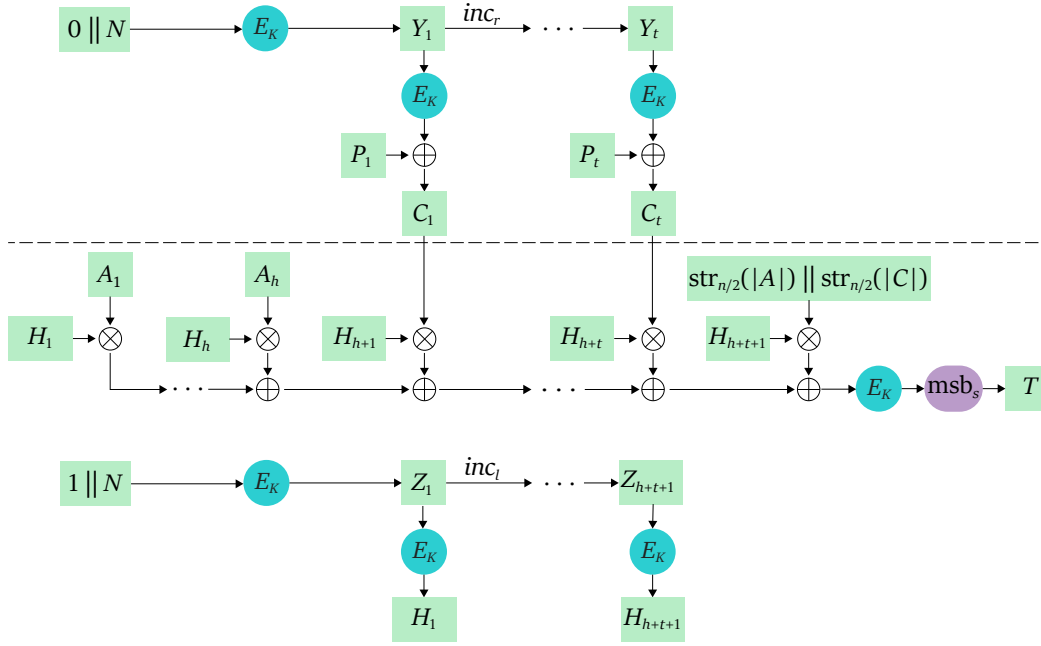 0 || N E_K Y_1 inc_r ··· Y_t
E_K E_K
P_1 ⊕ P_t ⊕
C_1 C_t
A_1 A_h str_{n/2}(|A|) || str_{n/2}(|C|)
H_1 ⊗ H_h ⊗ H_{h+1} ⊗ H_{h+t} ⊗ H_{h+t+1} ⊗
··· ⊕ ⊕ ··· ⊕ ⊕ E_K msb_s T
1 || N E_K Z_1 inc_l ··· Z_{h+t+1}
E_K E_K
H_1 H_{h+t+1}